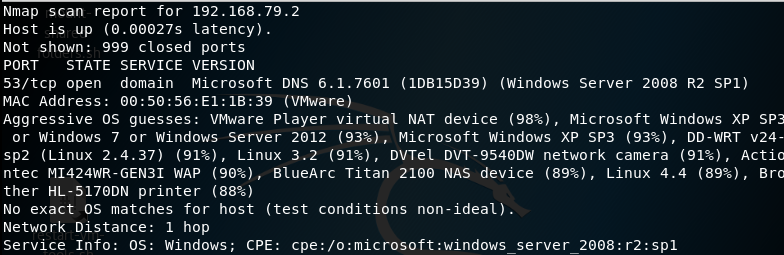 Nmap scan report for 192.168.79.2
Host is up (0.00027s latency).
Not shown: 999 closed ports
PORT   STATE SERVICE VERSION
53/tcp open  domain  Microsoft DNS 6.1.7601 (1DB15D39) (Windows Server 2008 R2 SP1)
MAC Address: 00:50:56:E1:1B:39 (VMware)
Aggressive OS guesses: VMware Player virtual NAT device (98%), Microsoft Windows XP SP3
 or Windows 7 or Windows Server 2012 (93%), Microsoft Windows XP SP3 (93%), DD-WRT v24-
sp2 (Linux 2.4.37) (91%), Linux 3.2 (91%), DVTel DVT-9540DW network camera (91%), Actio
ntec MI424WR-GEN3I WAP (90%), BlueArc Titan 2100 NAS device (89%), Linux 4.4 (89%), Bro
ther HL-5170DN printer (88%)
No exact OS matches for host (test conditions non-ideal).
Network Distance: 1 hop
Service Info: OS: Windows; CPE: cpe:/o:microsoft:windows_server_2008:r2:sp1